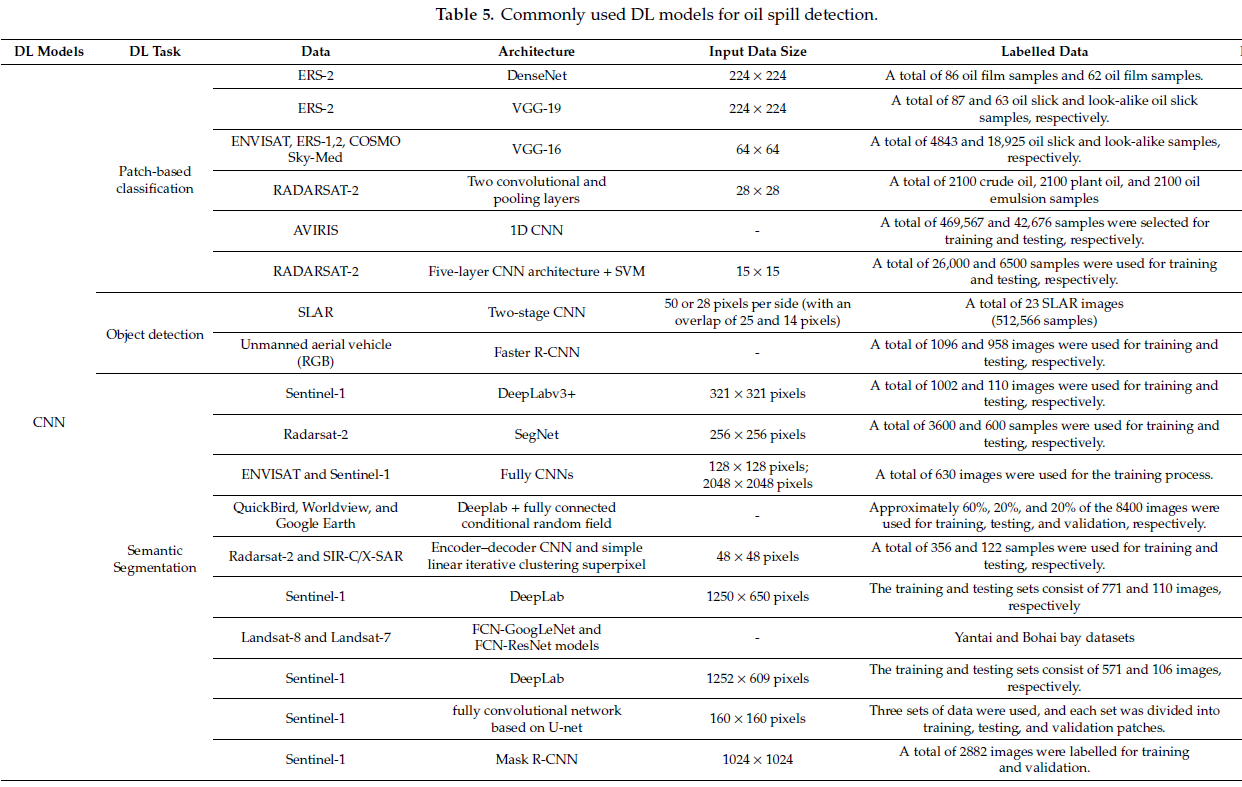 Table 5. Commonly used DL models for oil spill detection.
DL Models DL Task Data Architecture Input Data Size Labelled Data
ERS-2 DenseNet 224 × 224 A total of 86 oil film samples and 62 oil film samples.
ERS-2 VGG-19 224 × 224 A total of 87 and 63 oil slick and look-alike oil slick
samples, respectively.
ENVISAT, ERS-1,2, COSMO
Sky-Med VGG-16 64 × 64 A total of 4843 and 18,925 oil slick and look-alike samples,
respectively.
Patch-based
classification
RADARSAT-2 Two convolutional and
pooling layers 28 × 28 A total of 2100 crude oil, 2100 plant oil, and 2100 oil
emulsion samples
AVIRIS 1D CNN - A total of 469,567 and 42,676 samples were selected for
training and testing, respectively.
RADARSAT-2 Five-layer CNN architecture + SVM 15 × 15 A total of 26,000 and 6500 samples were used for training
and testing, respectively.
Object detection
SLAR Two-stage CNN 50 or 28 pixels per side (with an
overlap of 25 and 14 pixels) A total of 23 SLAR images
(512,566 samples)
Unmanned aerial vehicle
(RGB) Faster R-CNN - A total of 1096 and 958 images were used for training and
testing, respectively.
CNN
Sentinel-1 DeepLabv3+ 321 × 321 pixels A total of 1002 and 110 images were used for training and
testing, respectively.
Radarsat-2 SegNet 256 × 256 pixels A total of 3600 and 600 samples were used for training and
testing, respectively.
ENVISAT and Sentinel-1 Fully CNNs 128 × 128 pixels;
2048 × 2048 pixels A total of 630 images were used for the training process.
QuickBird, Worldview, and
Google Earth Deeplab + fully connected
conditional random field - Approximately 60%, 20%, and 20% of the 8400 images were
used for training, testing, and validation, respectively.
Semantic
Segmentation
Radarsat-2 and SIR-C/X-SAR Encoder–decoder CNN and simple
linear iterative clustering superpixel 48 × 48 pixels A total of 356 and 122 samples were used for training and
testing, respectively.
Sentinel-1 DeepLab 1250 × 650 pixels The training and testing sets consist of 771 and 110 images,
respectively
Landsat-8 and Landsat-7 FCN-GoogLeNet and
FCN-ResNet models - Yantai and Bohai bay datasets
Sentinel-1 DeepLab 1252 × 609 pixels The training and testing sets consist of 571 and 106 images,
respectively.
Sentinel-1 fully convolutional network
based on U-net 160 × 160 pixels Three sets of data were used, and each set was divided into
training, testing, and validation patches.
Sentinel-1 Mask R-CNN 1024 × 1024 A total of 2882 images were labelled for training
and validation.